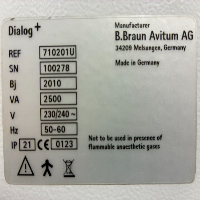 Dialog+
Manufacturer
B.Braun Avitum AG
34209 Melsungen, Germany
Made in Germany
REF 710201U
SN 100278
Bj 2010
VA 2500
V 230/240 ~
Hz 50-60
IP 21 CE 0123
Not to used in presence of
flammable anaesthetic gases